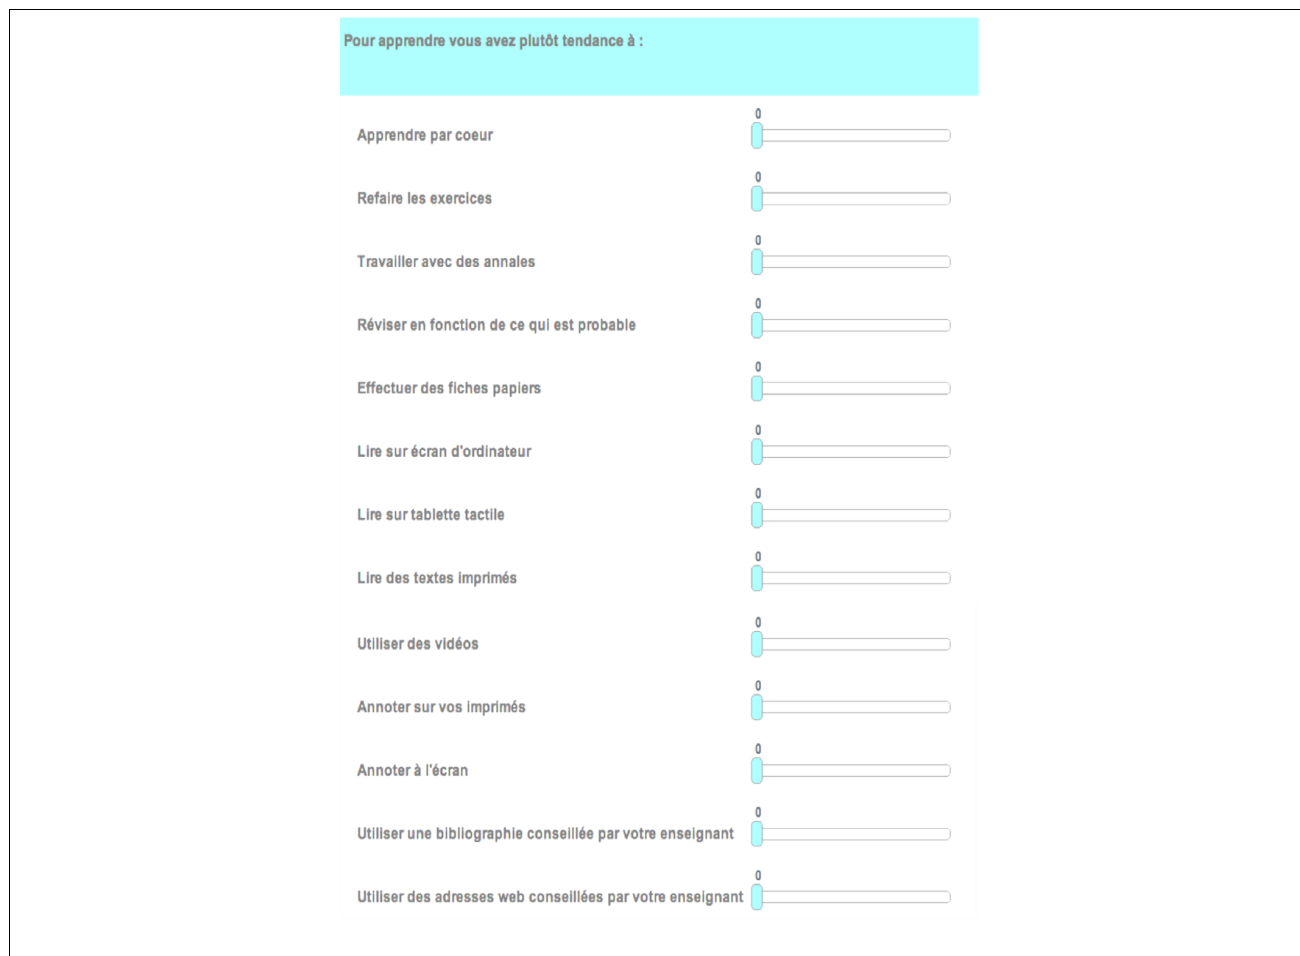 Pour apprendre vous avez plutôt tendance à :
0
Apprendre par coeur
0
Refaire les exercices
0
Travailler avec des annales
0
Réviser en fonction de ce qui est probable
0
Effectuer des fiches papiers
0
Lire sur écran d'ordinateur
0
Lire sur tablette tactile
0
Lire des textes imprimés
0
Utiliser des vidéos
0
Annoter sur vos imprimés
0
Annoter à l'écran
0
Utiliser une bibliographie conseillée par votre enseignant
0
Utiliser des adresses web conseillées par votre enseignant